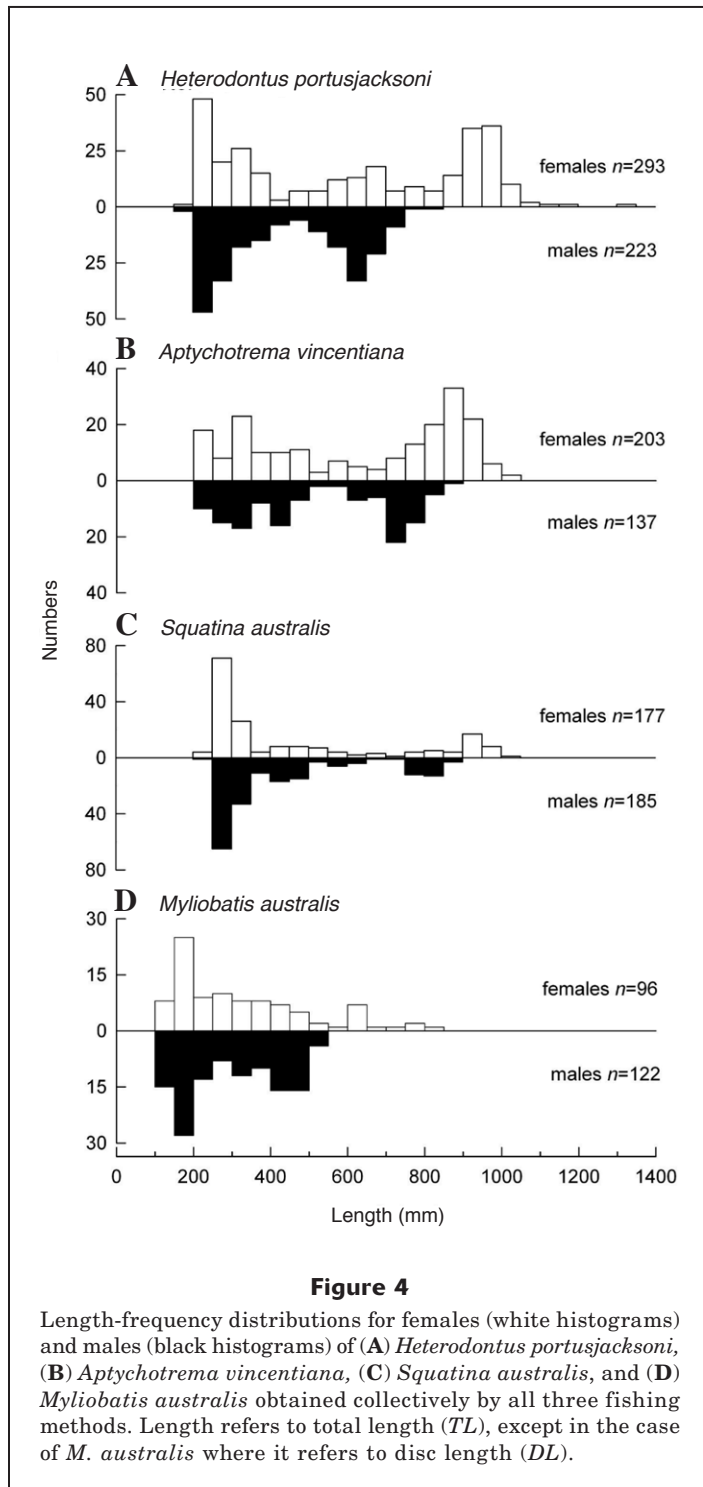 A Heterodontus portusjacksoni
50
25
0
25
50
females n=293
males n=223
B Aptychotrema vincentiana
40
20
0
20
40
females n=203
males n=137
Numbers
C Squatina australis
80
40
0
40
80
females n=177
males n=185
D Myliobatis australis
30
15
0
15
30
females n=96
males n=122
0 200 400 600 800 1000 1200 1400
Length (mm)
Figure 4
Length-frequency distributions for females (white histograms)
and males (black histograms) of (A) Heterodontus portusjacksoni,
(B) Aptychotrema vincentiana, (C) Squatina australis, and (D)
Myliobatis australis obtained collectively by all three fishing
methods. Length refers to total length (TL), except in the case
of M. australis where it refers to disc length (DL).